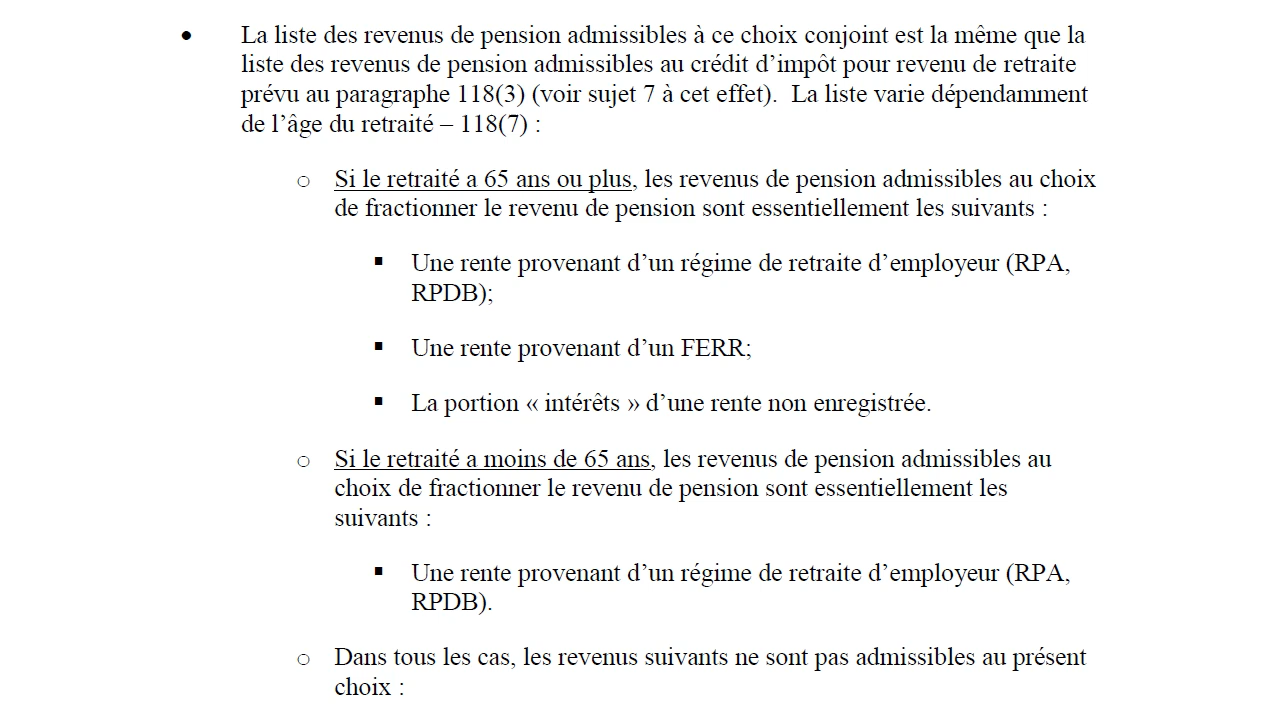 • La liste des revenus de pension admissibles à ce choix conjoint est la même que la
liste des revenus de pension admissibles au crédit d’impôt pour revenu de retraite
prévu au paragraphe 118(3) (voir sujet 7 à cet effet).  La liste varie dépendamment
de l’âge du retraité – 118(7) :
o Si le retraité a 65 ans ou plus, les revenus de pension admissibles au choix
de fractionner le revenu de pension sont essentiellement les suivants :
▪ Une rente provenant d’un régime de retraite d’employeur (RPA,
RPDB);
▪ Une rente provenant d’un FERR;
▪ La portion « intérêts » d’une rente non enregistrée.
o Si le retraité a moins de 65 ans, les revenus de pension admissibles au
choix de fractionner le revenu de pension sont essentiellement les
suivants :
▪ Une rente provenant d’un régime de retraite d’employeur (RPA,
RPDB).
o Dans tous les cas, les revenus suivants ne sont pas admissibles au présent
choix :